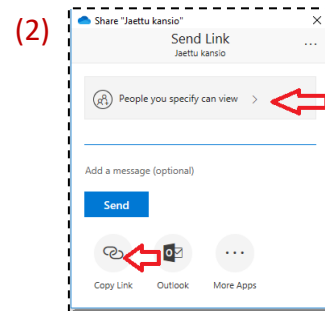 (2)
Share "Jaettu kansio"
Send Link
Jaettu kansio
People you specify can view
Add a message (optional)
Send
Copy Link Outlook More Apps